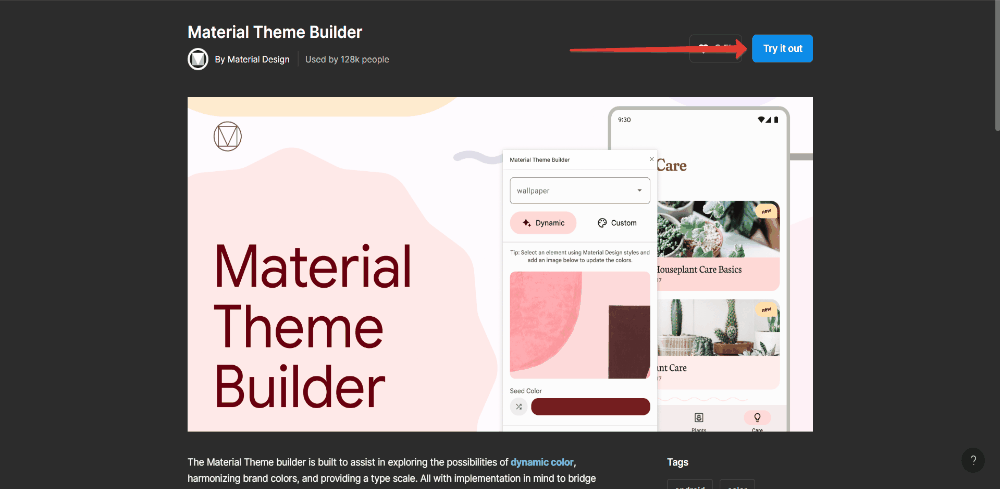 Material Theme Builder
By Material Design
Used by 128k people
Try it out
Material
Theme
Builder
Material Theme Builder
wallpaper
Dynamic
Custom
Tip: Select an element using Material Design styles and
add an image below to update the colors.
Seed Color
9:30
Care
new
Houseplant Care Basics
new
Care
Plants
Care
The Material Theme builder is built to assist in exploring the possibilities of dynamic color,
harmonizing brand colors, and providing a type scale. All with implementation in mind to bridge
Tags
android
color
?